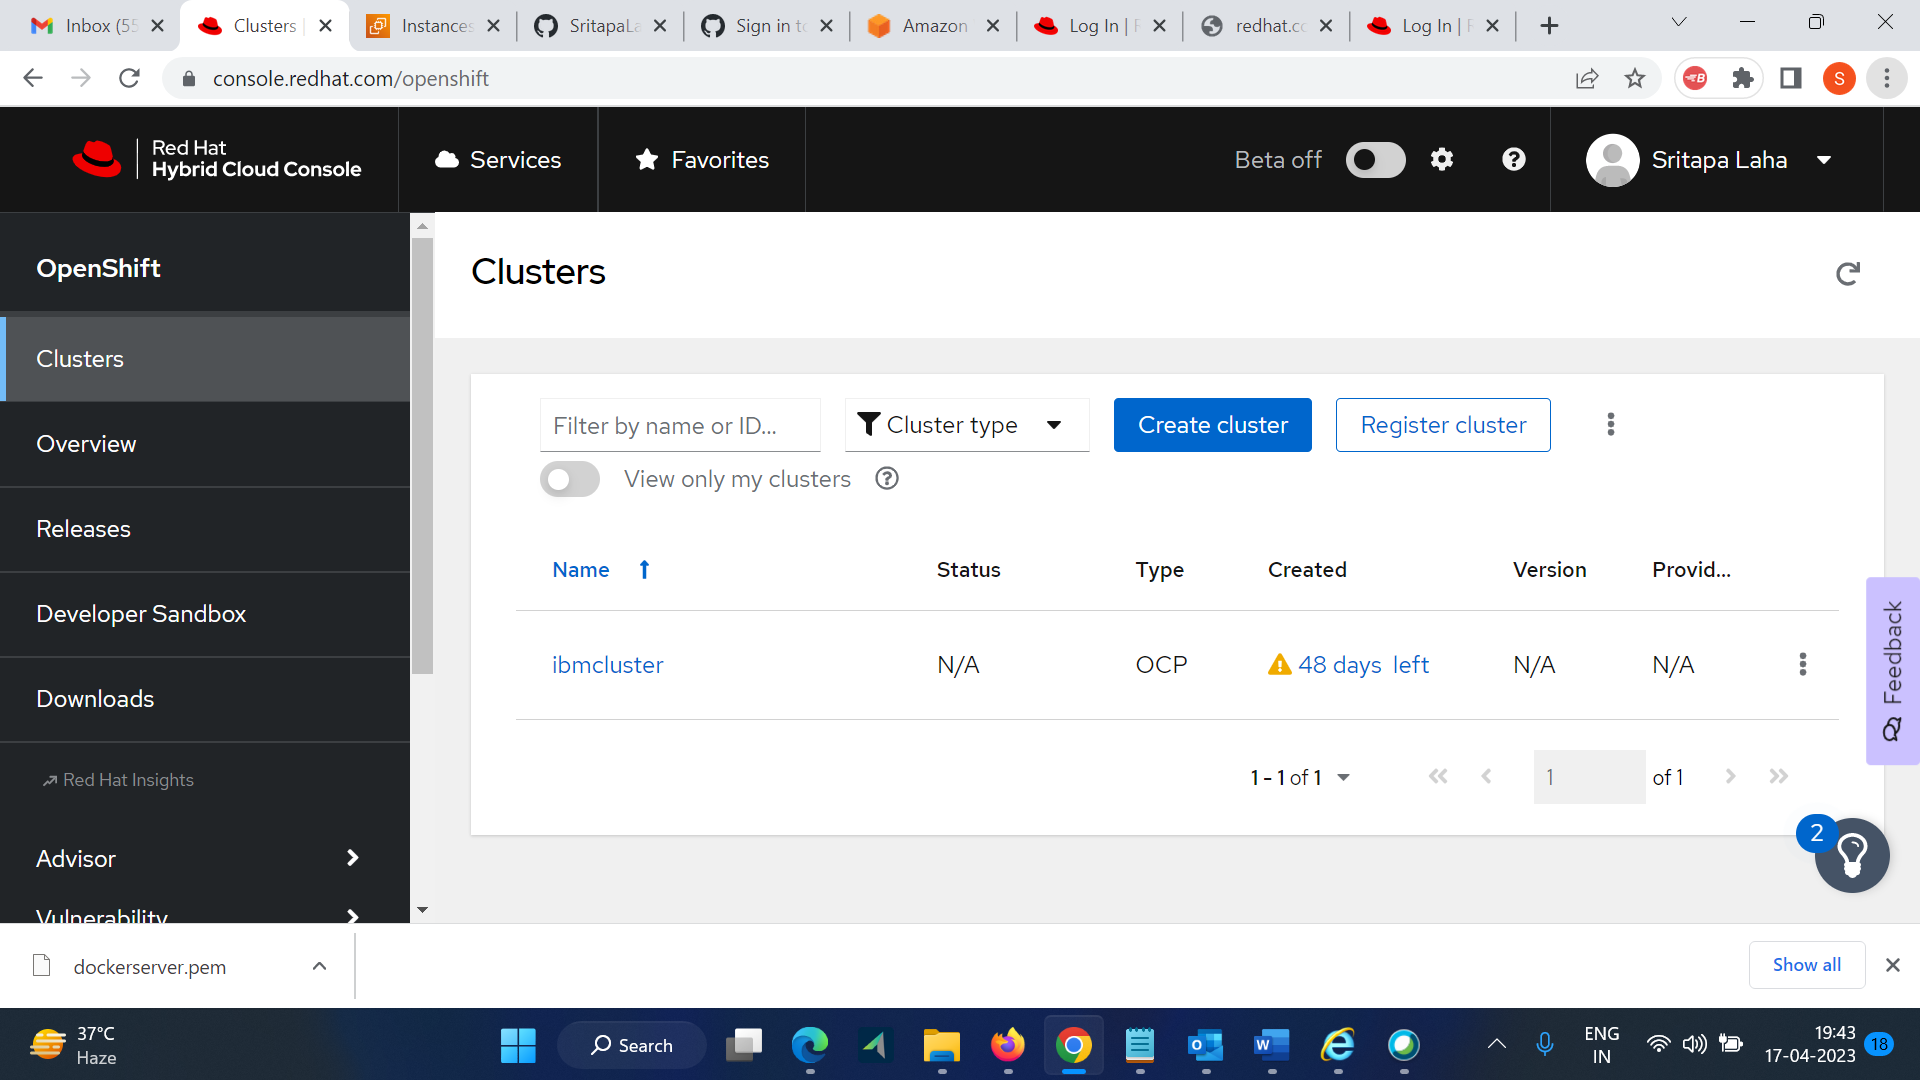 Inbox (55
Clusters |
Instances
SritapaLa
Sign in to
Amazon
Log In | R
redhat.co
Log In | R
console.redhat.com/openshift
S
Red Hat
Hybrid Cloud Console
Services
Favorites
Beta off
Sritapa Laha
OpenShift
Clusters
Overview
Releases
Developer Sandbox
Downloads
Red Hat Insights
Advisor
Vulnerability
Clusters
Filter by name or ID...
Cluster type
Create cluster
Register cluster
View only my clusters
Name Status Type Created Version Provid...
ibmcluster N/A OCP 48 days left N/A N/A
1 - 1 of 1
1 of 1
Feedback
2
dockerserver.pem
Show all
37°C
Haze
Search
ENG
IN
19:43
17-04-2023
18